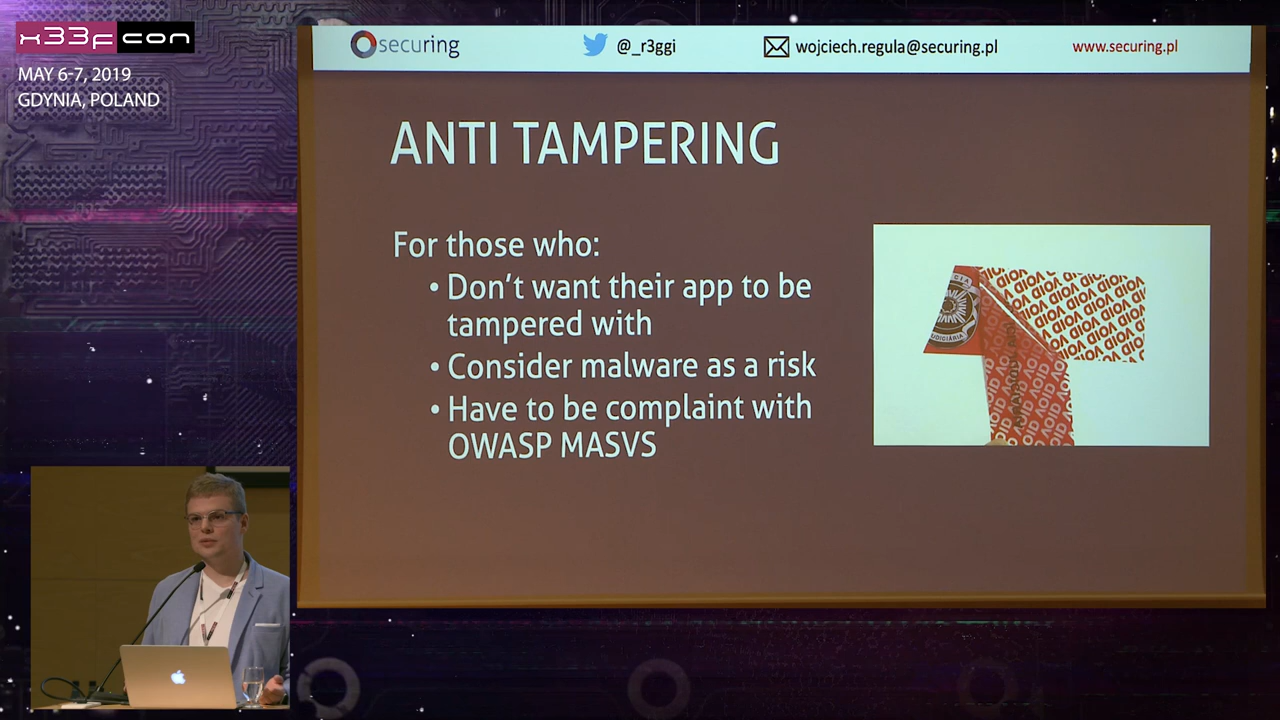 x33fcon
MAY 6-7, 2019
GDYNIA, POLAND
securing
@_r3ggi
wojciech.regula@securing.pl
www.securing.pl
ANTI TAMPERING
For those who:
• Don't want their app to be
tampered with
• Consider malware as a risk
• Have to be complaint with
OWASP MASVS
VOID